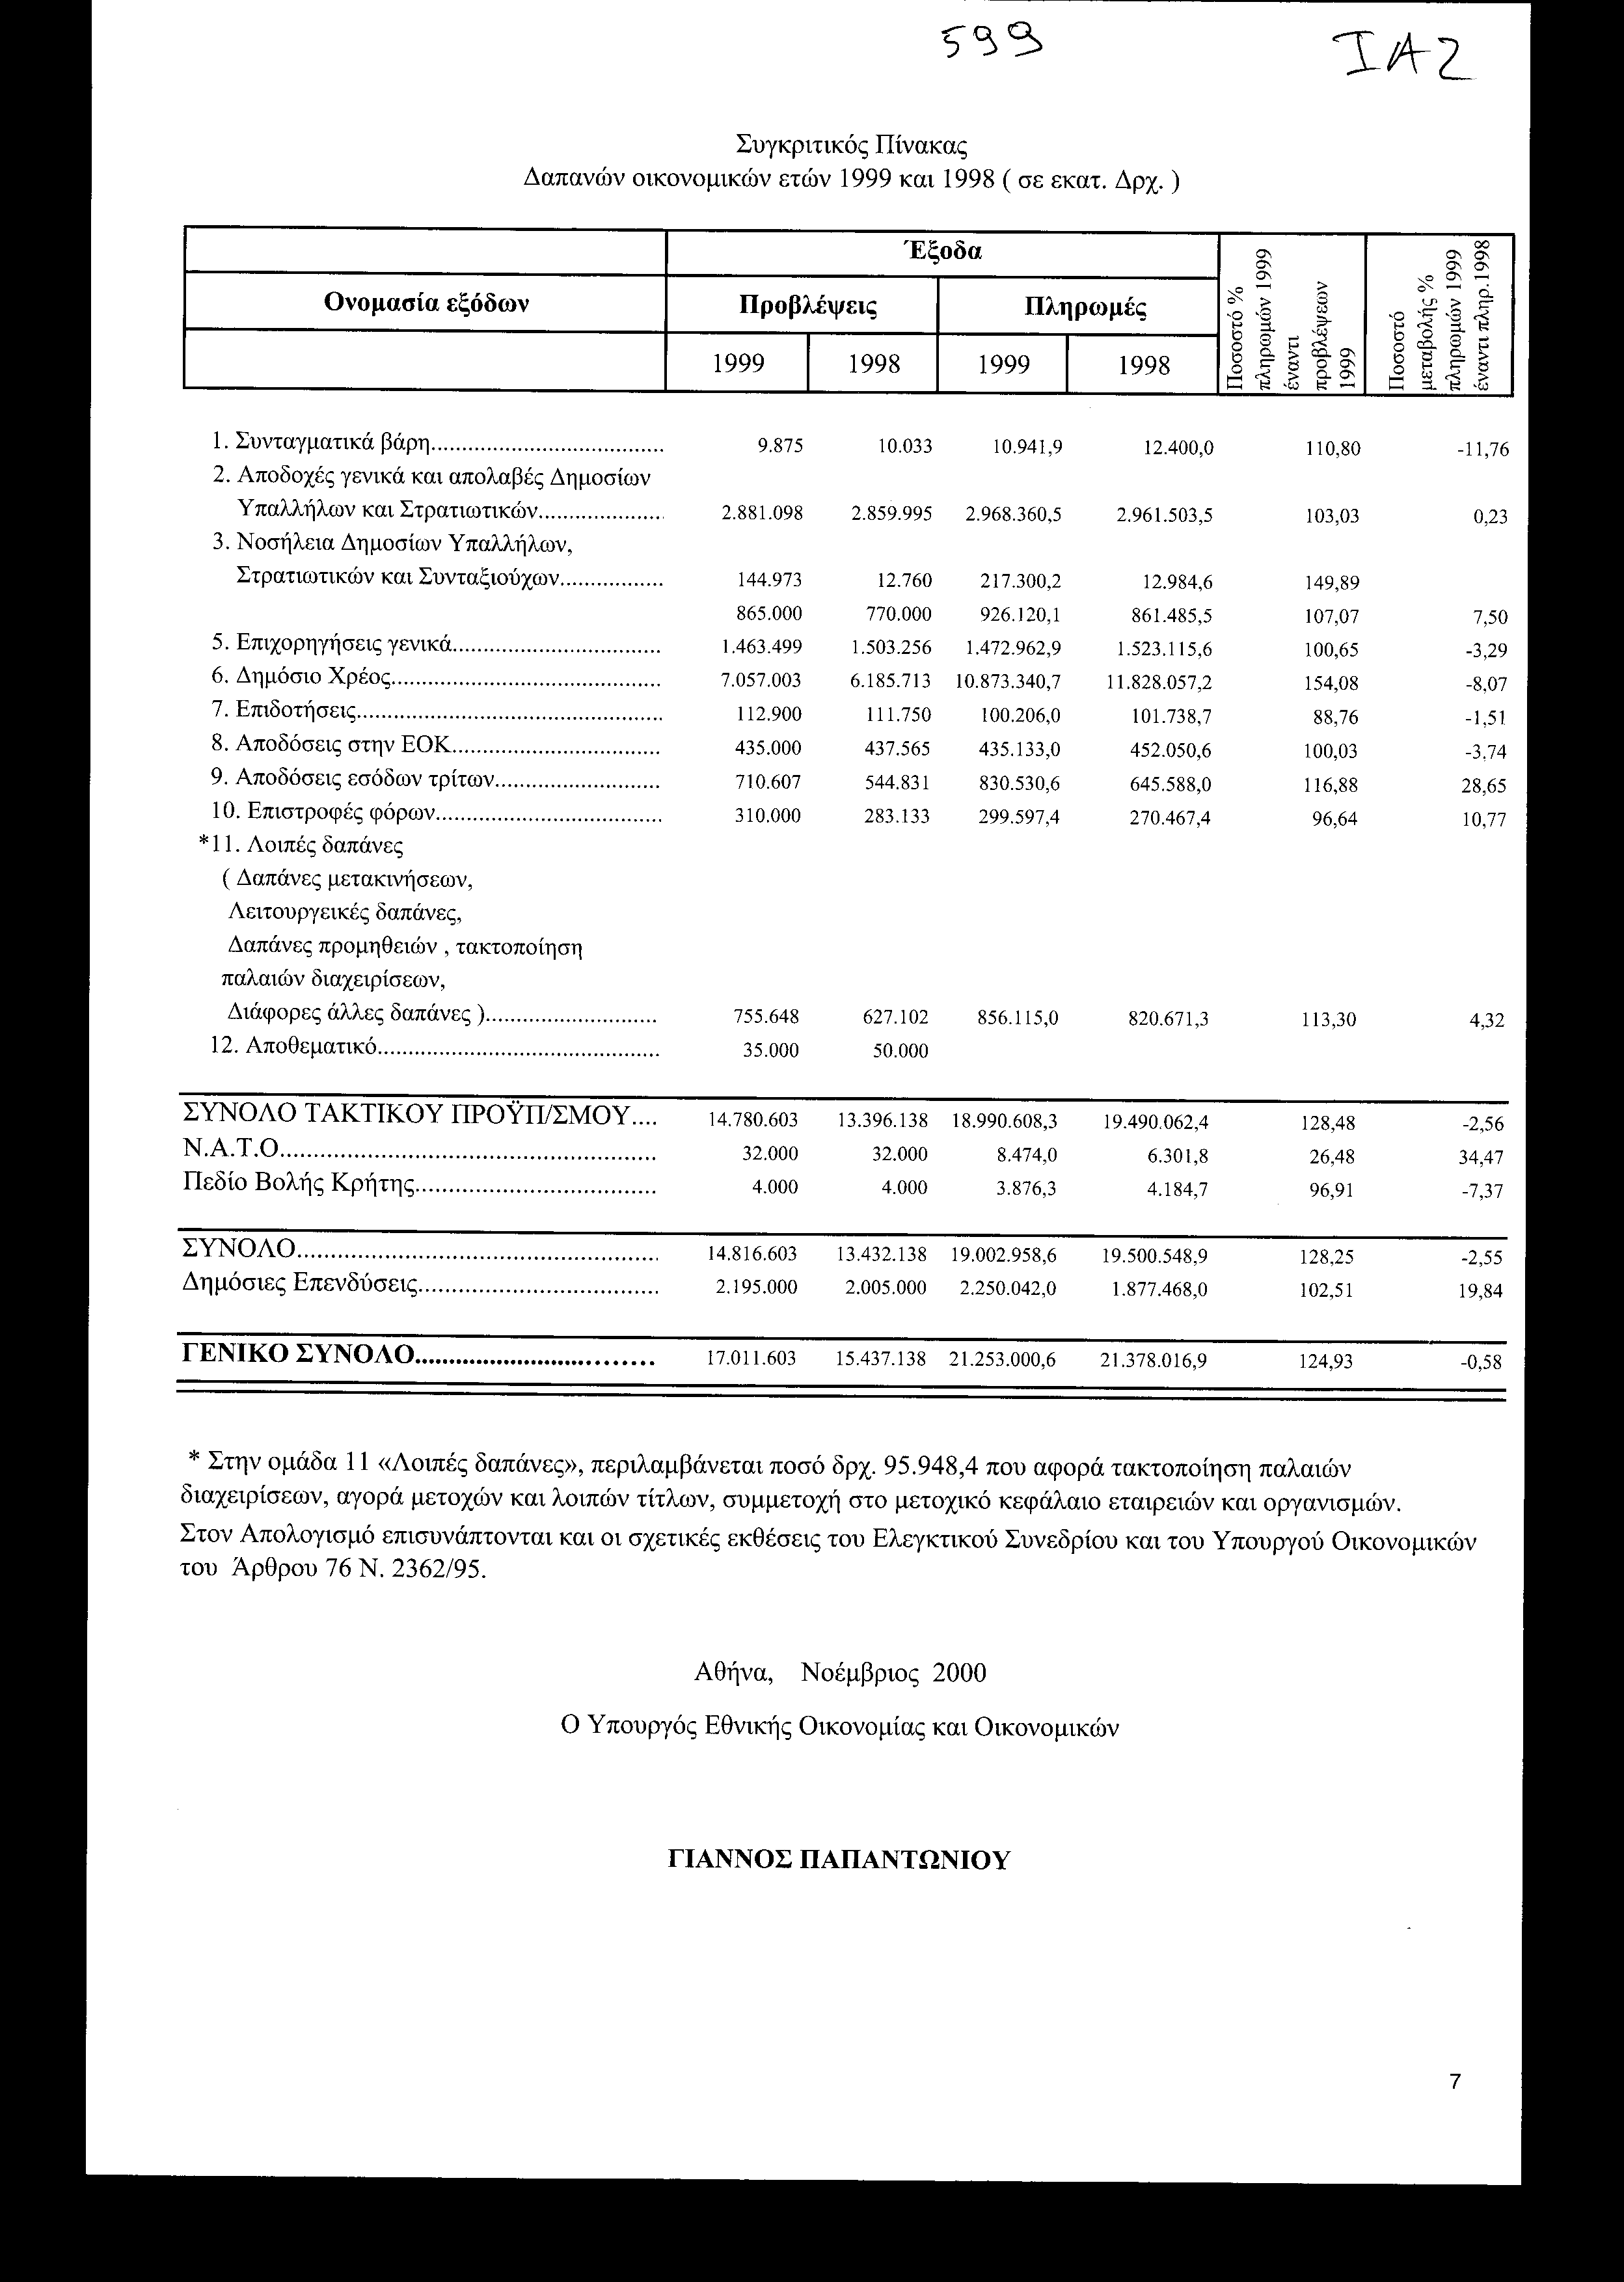 599 ΙΑ2
Συγκριτικός Πίνακας
Δαπανών οικονομικών ετών 1999 και 1998 ( σε εκατ. Δρχ. )
Έξοδα
Ονομασία εξόδων Προβλέψεις Πληρωμές
1999 1998 1999 1998
Ποσοστό %
πληρωμών 1999
έναντι
προβλέψεων
1999
Ποσοστό
μεταβολής %
πληρωμών 1999
έναντι πληρ.1998
1. Συνταγματικά βάρη.......... 9.875 10.033 10.941,9 12.400,0 110,80 -11,76
2. Αποδοχές γενικά και απολαβές Δημοσίων
Υπαλλήλων και Στρατιωτικών.......... 2.881.098 2.859.995 2.968.360,5 2.961.503,5 103,03 0,23
3. Νοσήλεια Δημοσίων Υπαλλήλων,
Στρατιωτικών και Συνταξιούχων.......... 144.973 12.760 217.300,2 12.984,6 149,89
865.000 770.000 926.120,1 861.485,5 107,07 7,50
5. Επιχορηγήσεις γενικά.......... 1.463.499 1.503.256 1.472.962,9 1.523.115,6 100,65 -3,29
6. Δημόσιο Χρέος.......... 7.057.003 6.185.713 10.873.340,7 11.828.057,2 154,08 -8,07
7. Επιδοτήσεις.......... 112.900 111.750 100.206,0 101.738,7 88,76 -1,51
8. Αποδόσεις στην ΕΟΚ.......... 435.000 437.565 435.133,0 452.050,6 100,03 -3,74
9. Αποδόσεις εσόδων τρίτων.......... 710.607 544.831 830.530,6 645.588,0 116,88 28,65
10. Επιστροφές φόρων.......... 310.000 283.133 299.597,4 270.467,4 96,64 10,77
*11. Λοιπές δαπάνες
( Δαπάνες μετακινήσεων,
Λειτουργεικές δαπάνες,
Δαπάνες προμηθειών , τακτοποίηση
παλαιών διαχειρίσεων,
Διάφορες άλλες δαπάνες ).......... 755.648 627.102 856.115,0 820.671,3 113,30 4,32
12. Αποθεματικό.......... 35.000 50.000
ΣΥΝΟΛΟ ΤΑΚΤΙΚΟΥ ΠΡΟΫΠ/ΣΜΟΥ.... 14.780.603 13.396.138 18.990.608,3 19.490.062,4 128,48 -2,56
Ν.Α.Τ.Ο.......... 32.000 32.000 8.474,0 6.301,8 26,48 34,47
Πεδίο Βολής Κρήτης.......... 4.000 4.000 3.876,3 4.184,7 96,91 -7,37
ΣΥΝΟΛΟ.......... 14.816.603 13.432.138 19.002.958,6 19.500.548,9 128,25 -2,55
Δημόσιες Επενδύσεις.......... 2.195.000 2.005.000 2.250.042,0 1.877.468,0 102,51 19,84
ΓΕΝΙΚΟ ΣΥΝΟΛΟ.......... 17.011.603 15.437.138 21.253.000,6 21.378.016,9 124,93 -0,58
* Στην ομάδα 11 «Λοιπές δαπάνες», περιλαμβάνεται ποσό δρχ. 95.948,4 που αφορά τακτοποίηση παλαιών
διαχειρίσεων, αγορά μετοχών και λοιπών τίτλων, συμμετοχή στο μετοχικό κεφάλαιο εταιρειών και οργανισμών.
Στον Απολογισμό επισυνάπτονται και οι σχετικές εκθέσεις του Ελεγκτικού Συνεδρίου και του Υπουργού Οικονομικών
του Άρθρου 76 Ν. 2362/95.
Αθήνα, Νοέμβριος 2000
Ο Υπουργός Εθνικής Οικονομίας και Οικονομικών
ΓΙΑΝΝΟΣ ΠΑΠΑΝΤΩΝΙΟΥ
7